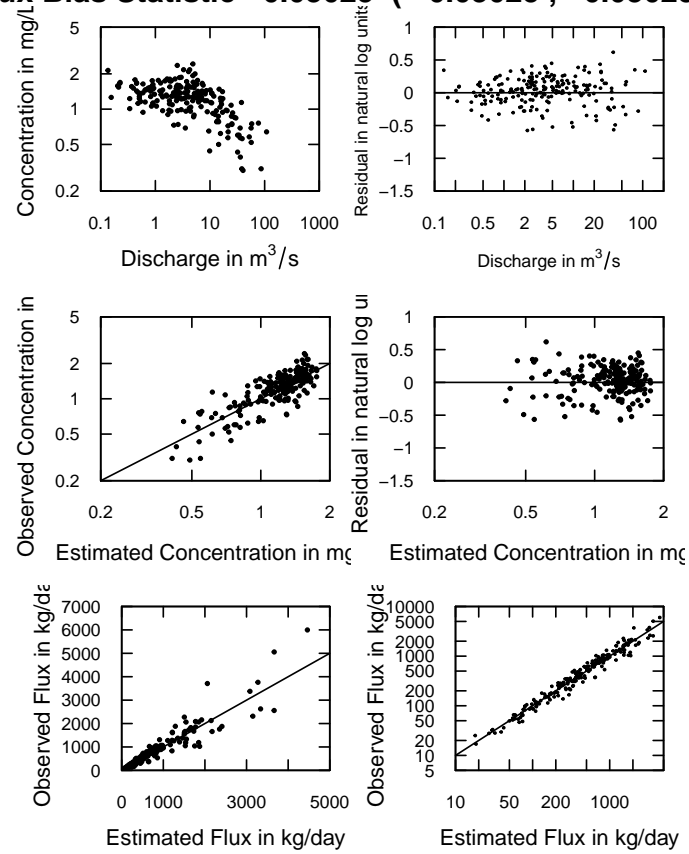 Bias Statistic
5
2
1
0.5
0.2
0.1 1 10 100 1000
Concentration in mg/L
Discharge in m3/s
1
0.5
0
−0.5
−1
−1.5
0.1 0.5 2 5 20 100
Residual in natural log units
Discharge in m3/s
5
2
1
0.5
0.2
0.2 0.5 1 2
Observed Concentration in
Estimated Concentration in
1
0.5
0
−0.5
−1
−1.5
0.2 0.5 1 2
Residual in natural log
Estimated Concentration in
7000
6000
5000
4000
3000
2000
1000
0
0 1000 3000 5000
Observed Flux in
Estimated Flux in kg/day
10000
5000
2000
1000
500
200
100
50
20
10
5
10 50 200 1000
Observed Flux in
Estimated Flux in kg/day